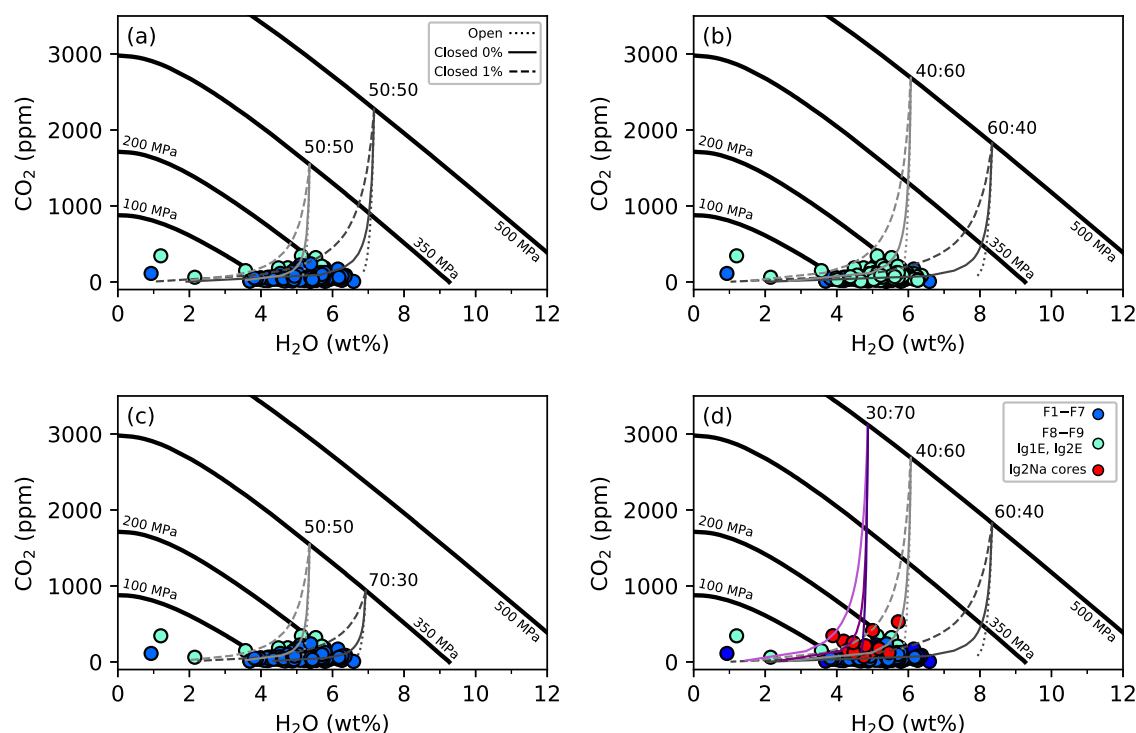 (a)
Open
Closed 0%
Closed 1%
50:50
50:50
200 MPa
100 MPa
350 MPa
500 MPa
3000
2000
1000
0
CO₂ (ppm)
0 2 4 6 8 10 12
H₂O (wt%)
(b)
40:60
60:40
200 MPa
100 MPa
350 MPa
500 MPa
3000
2000
1000
0
CO₂ (ppm)
0 2 4 6 8 10 12
H₂O (wt%)
(c)
50:50
70:30
200 MPa
100 MPa
350 MPa
500 MPa
3000
2000
1000
0
CO₂ (ppm)
0 2 4 6 8 10 12
H₂O (wt%)
(d)
30:70
40:60
60:40
F1−F7
F8−F9
Ig1E, Ig2E
Ig2Na cores
200 MPa
100 MPa
350 MPa
500 MPa
3000
2000
1000
0
CO₂ (ppm)
0 2 4 6 8 10 12
H₂O (wt%)